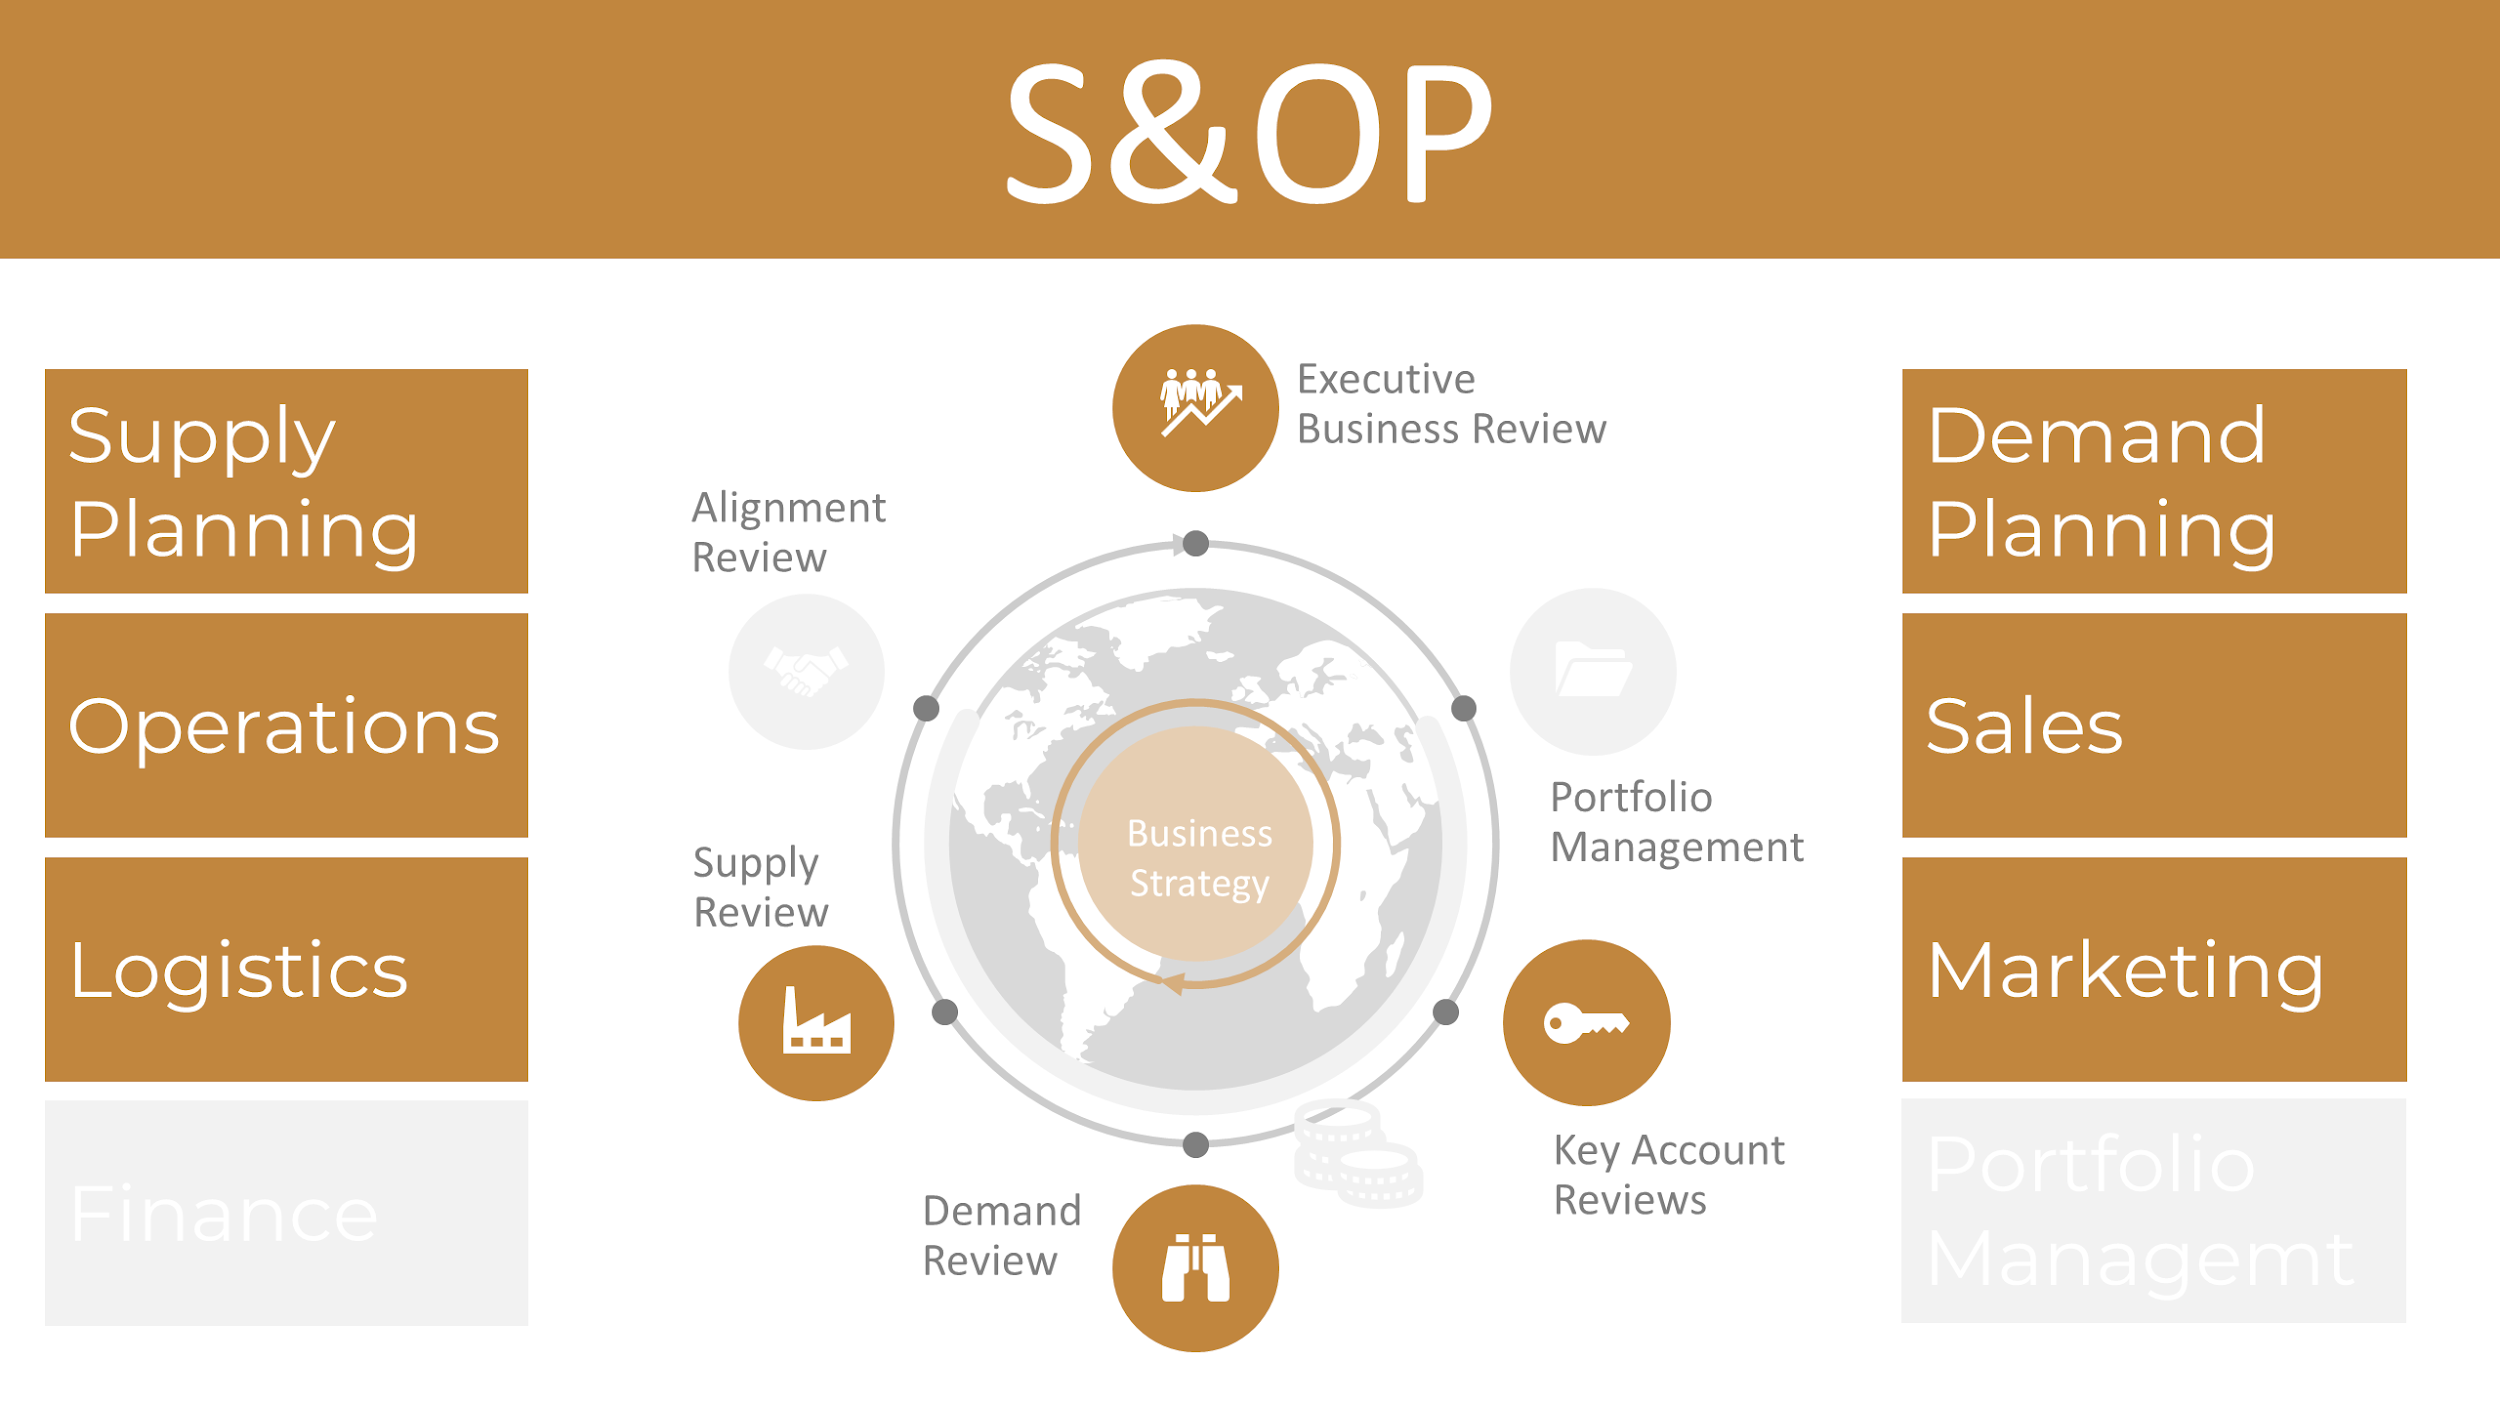 S&OP
Supply
Planning
Operations
Logistics
Finance
Executive
Business Review
Alignment
Review
Portfolio
Management
Business
Strategy
Supply
Review
Key Account
Reviews
Demand
Review
Demand
Planning
Sales
Marketing
Portfolio
Managemt